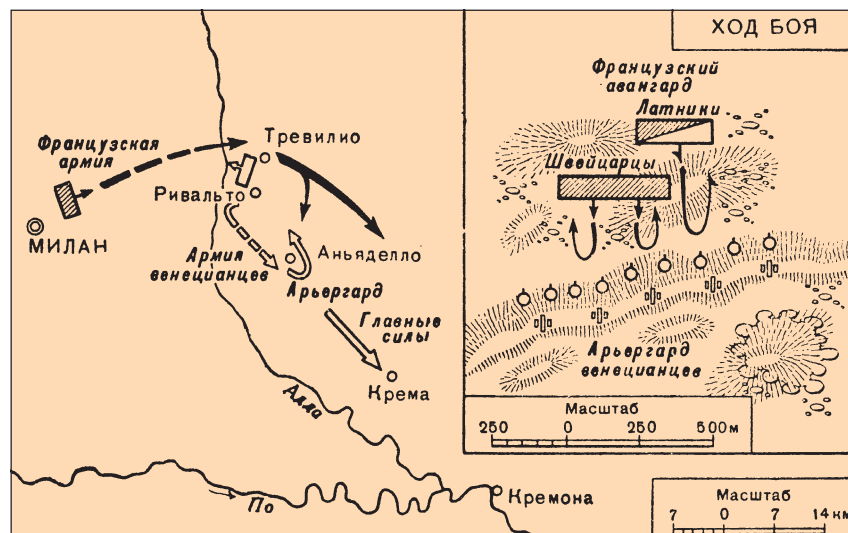 Французская
армия
МИЛАН
Тревилио
Ривальто
Армия
венецианцев
Аньяделло
Арьергард
Главные
силы
Крема
Адда
По
Кремона
ХОД БОЯ
Французский
авангард
Латники
Швейцарцы
Арьергард
венецианцев
Масштаб
250 0 250 500м
Масштаб
7 0 7 14 км